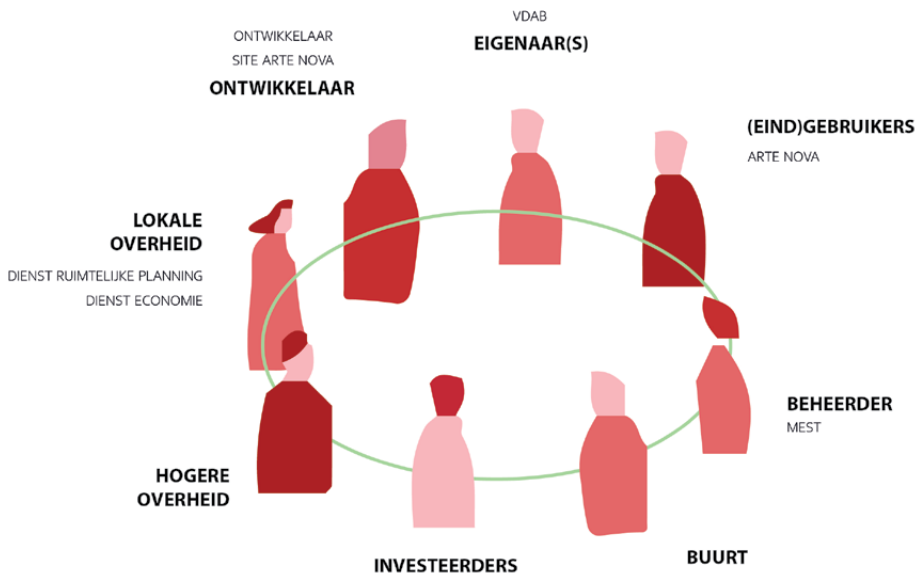 ONTWIKKELAAR
SITE ARTE NOVA
ONTWIKKELAAR
VDAB
EIGENAAR(S)
(EIND)GEBRUIKERS
ARTE NOVA
LOKALE
OVERHEID
DIENST RUIMTELIJKE PLANNING
DIENST ECONOMIE
BEHEERDER
MEST
HOGERE
OVERHEID
INVESTEERDERS
BUURT